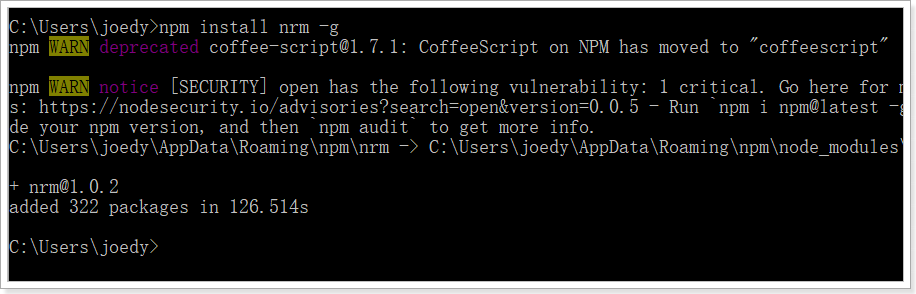 C:\Users\joedy>npm install nrm -g
npm WARN deprecated coffee-script@1.7.1: CoffeeScript on NPM has moved to "coffeescript"
npm WARN notice [SECURITY] open has the following vulnerability: 1 critical. Go here for
s: https://nodesecurity.io/advisories?search=open&version=0.0.5 - Run `npm i npm@latest -g
de your npm version, and then `npm audit` to get more info.
C:\Users\joedy\AppData\Roaming\npm\nrm -> C:\Users\joedy\AppData\Roaming\npm\node_modules\
+ nrm@1.0.2
added 322 packages in 126.514s
C:\Users\joedy>